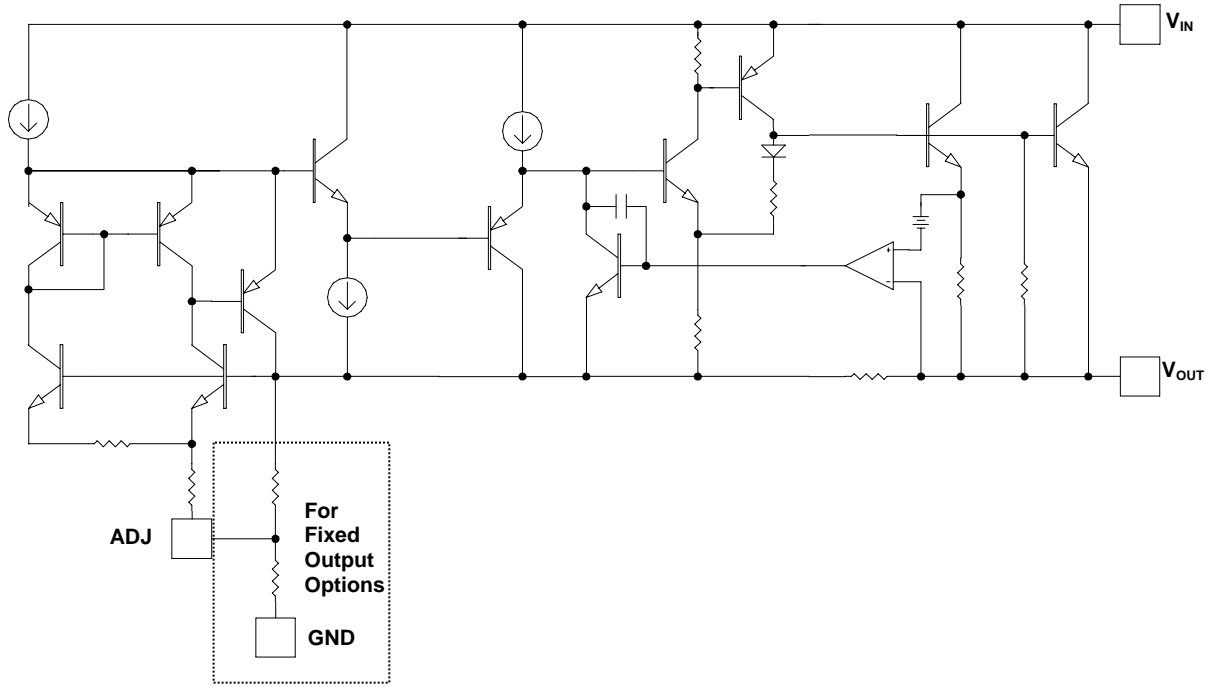 VIN
+
-
VOUT
For
Fixed
Output
Options
ADJ
GND